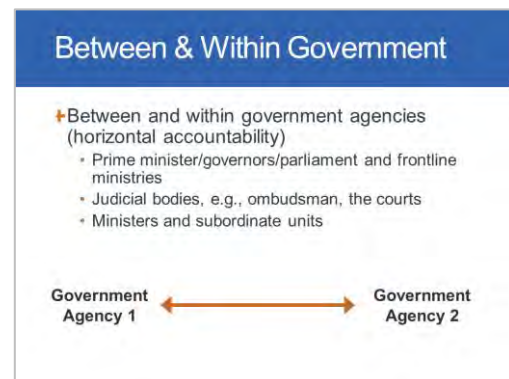 Between & Within Government
Between and within government agencies
(horizontal accountability)
• Prime minister/governors/parliament and frontline
ministries
• Judicial bodies, e.g., ombudsman, the courts
• Ministers and subordinate units
Government
Agency 1
Government
Agency 2